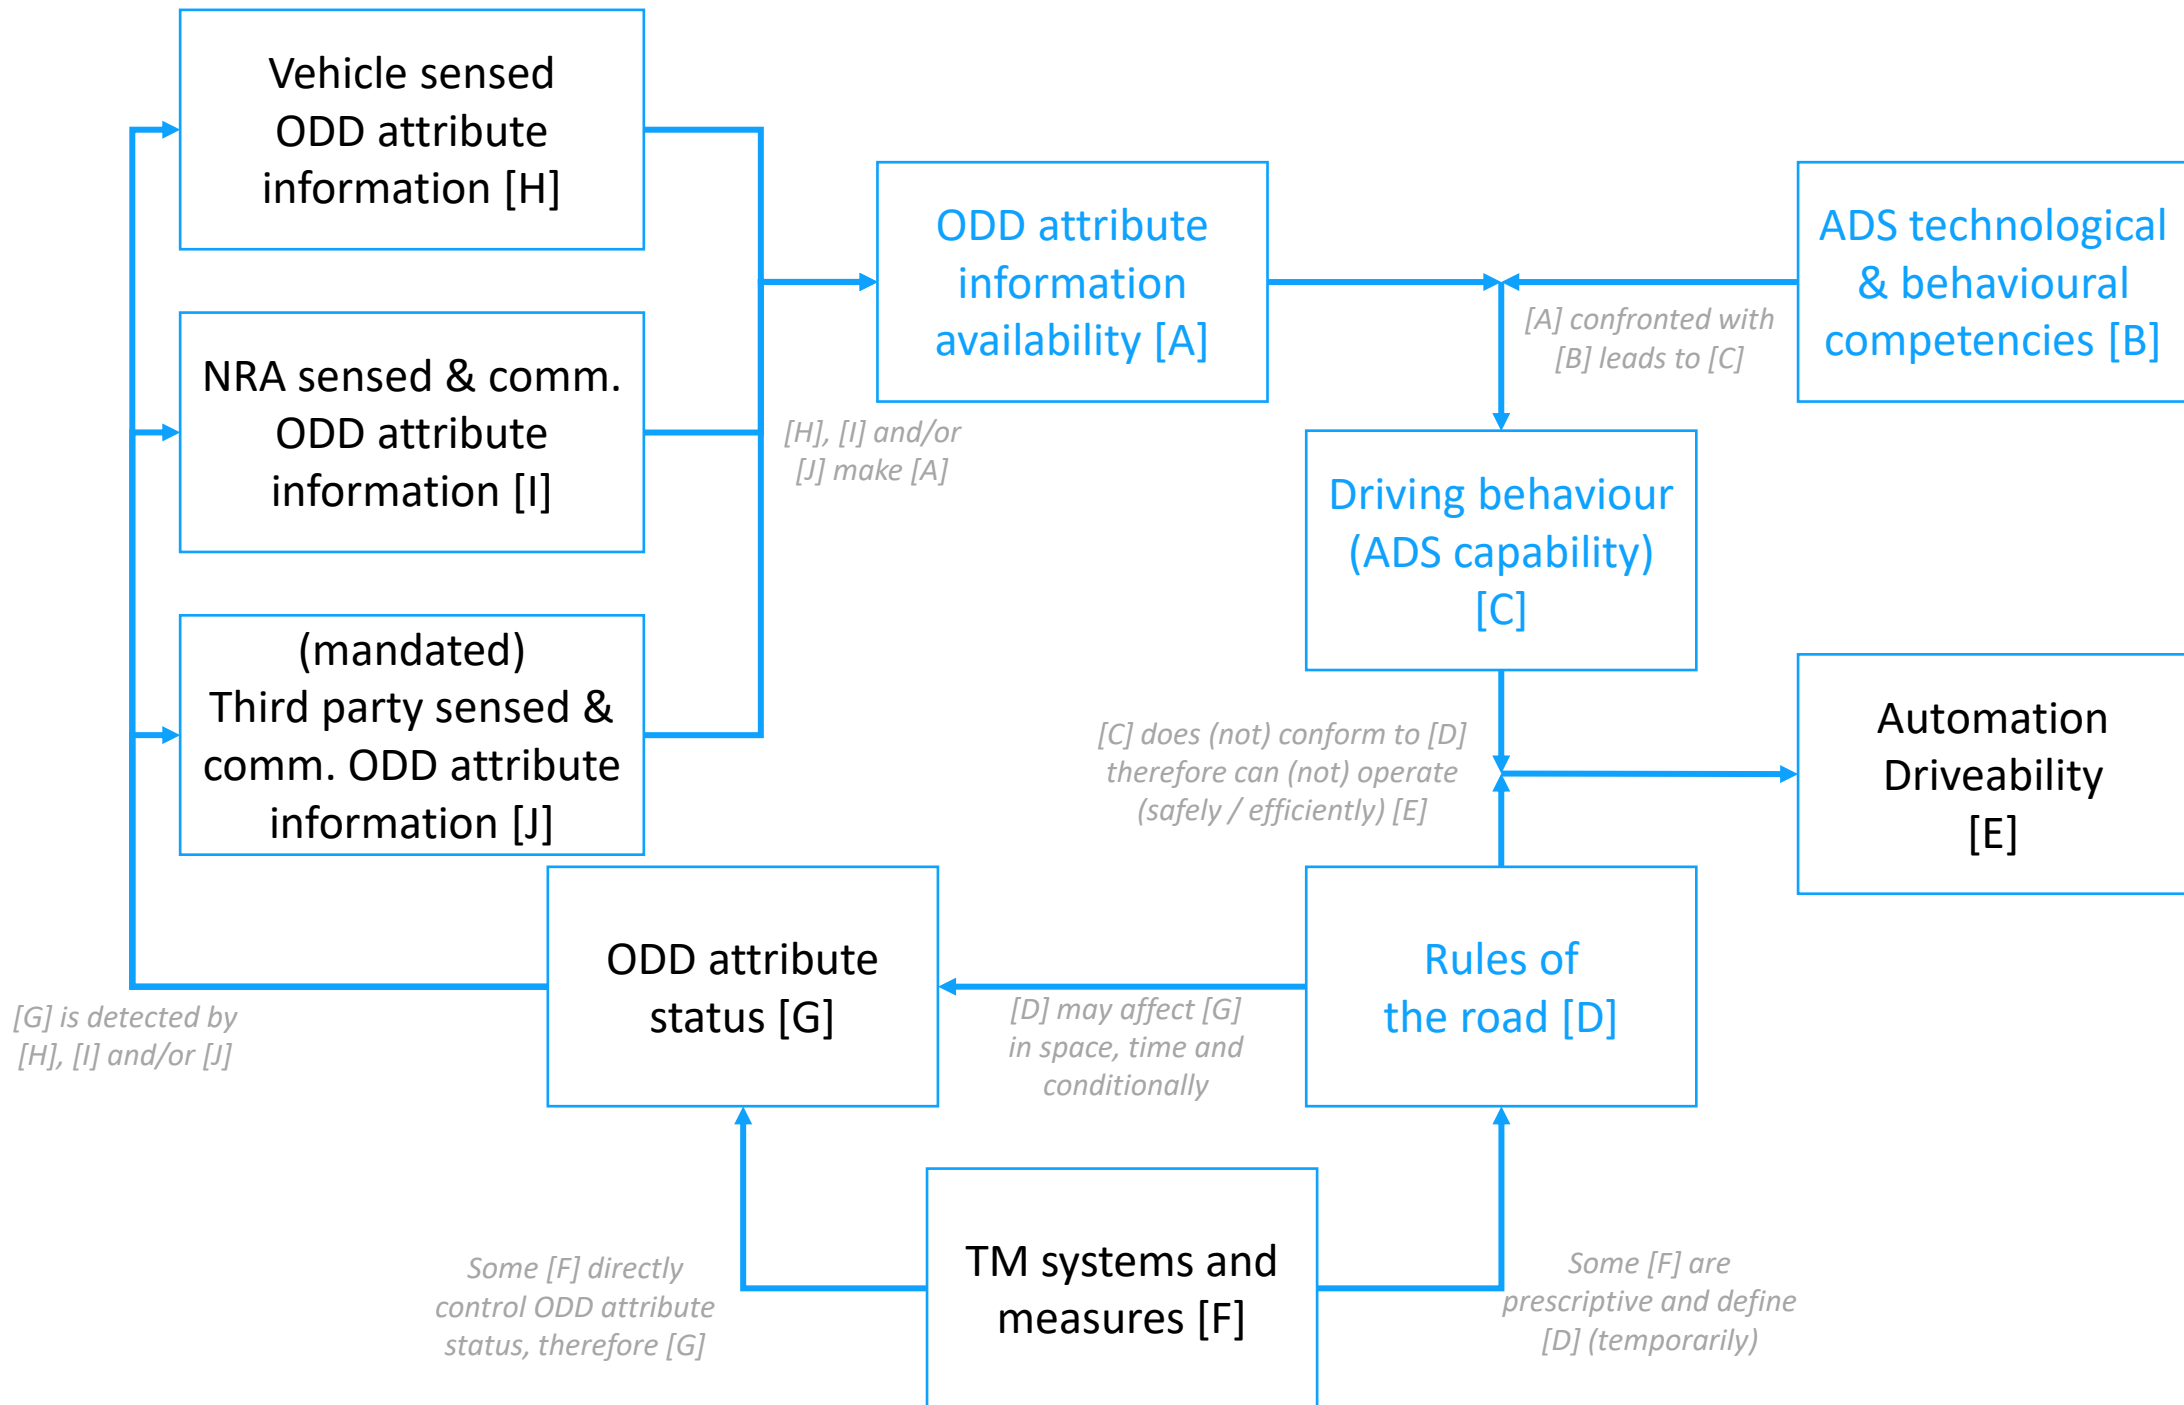 Vehicle sensed
ODD attribute
information [H]
NRA sensed & comm.
ODD attribute
information [I]
(mandated)
Third party sensed &
comm. ODD attribute
information [J]
[H], [I] and/or
[J] make [A]
ODD attribute
information
availability [A]
ADS technological
& behavioural
competencies [B]
[A] confronted with
[B] leads to [C]
Driving behaviour
(ADS capability)
[C]
[C] does (not) conform to [D]
therefore can (not) operate
(safely / efficiently) [E]
Automation
Driveability
[E]
ODD attribute
status [G]
[D] may affect [G]
in space, time and
conditionally
Rules of
the road [D]
[G] is detected by
[H], [I] and/or [J]
Some [F] directly
control ODD attribute
status, therefore [G]
TM systems and
measures [F]
Some [F] are
prescriptive and define
[D] (temporarily)